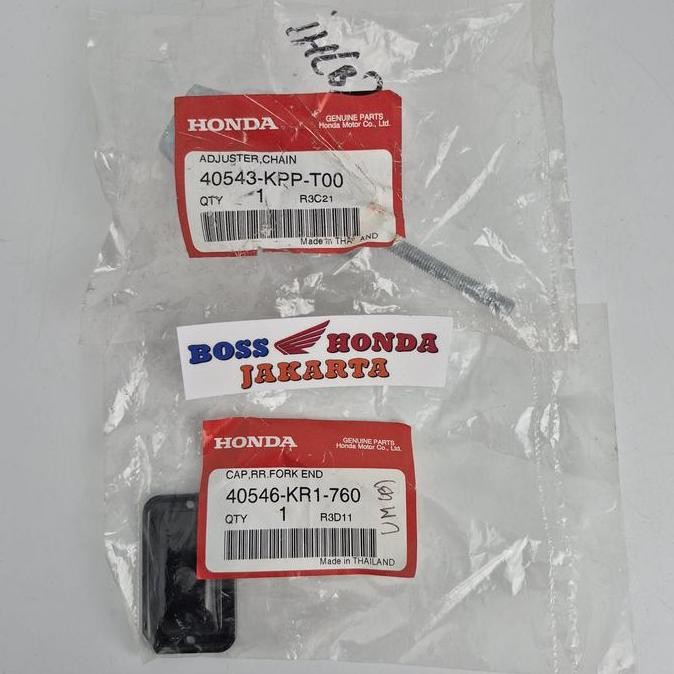 HONDA
GENUINE PARTS
Honda Motor Co., Ltd.
ADJUSTER,CHAIN
40543-KPP-T00
QTY 1 R3C21
Made in THAILAND
BOSS HONDA
JAKARTA
HONDA
GENUINE PARTS
Honda Motor Co., Ltd.
CAP,RR.FORK END
40546-KR1-760
QTY 1 R3D11
Made in THAILAND